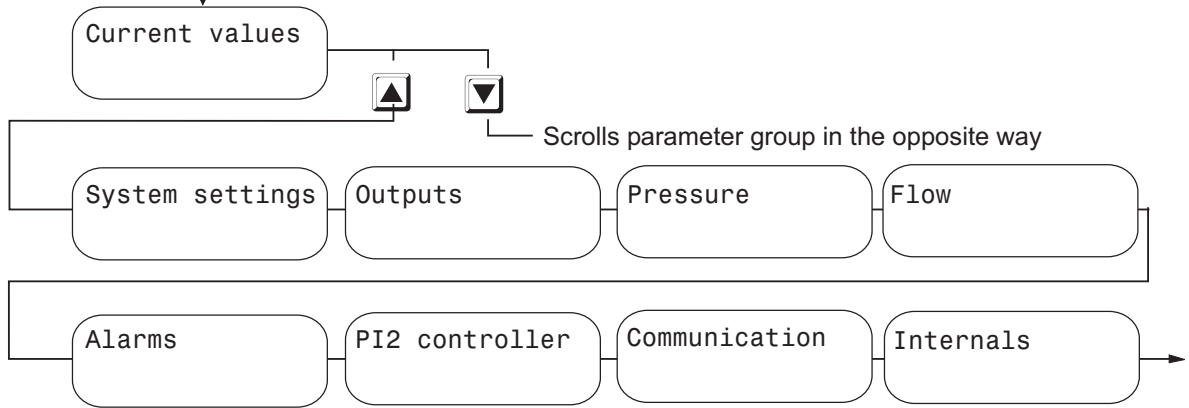 Current values
Scrolls parameter group in the opposite way
System settings
Outputs
Pressure
Flow
Alarms
PI2 controller
Communication
Internals